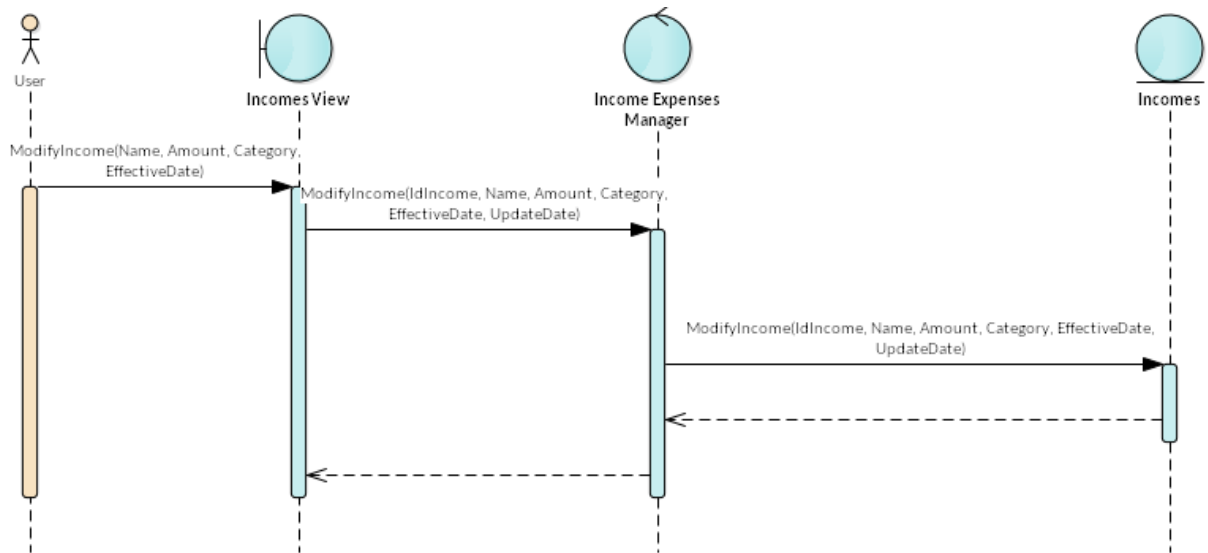 User
Incomes View
Income Expenses
Manager
Incomes
ModifyIncome(Name, Amount, Category,
EffectiveDate)
ModifyIncome(IdIncome, Name, Amount, Category,
EffectiveDate, UpdateDate)
ModifyIncome(IdIncome, Name, Amount, Category, EffectiveDate,
UpdateDate)